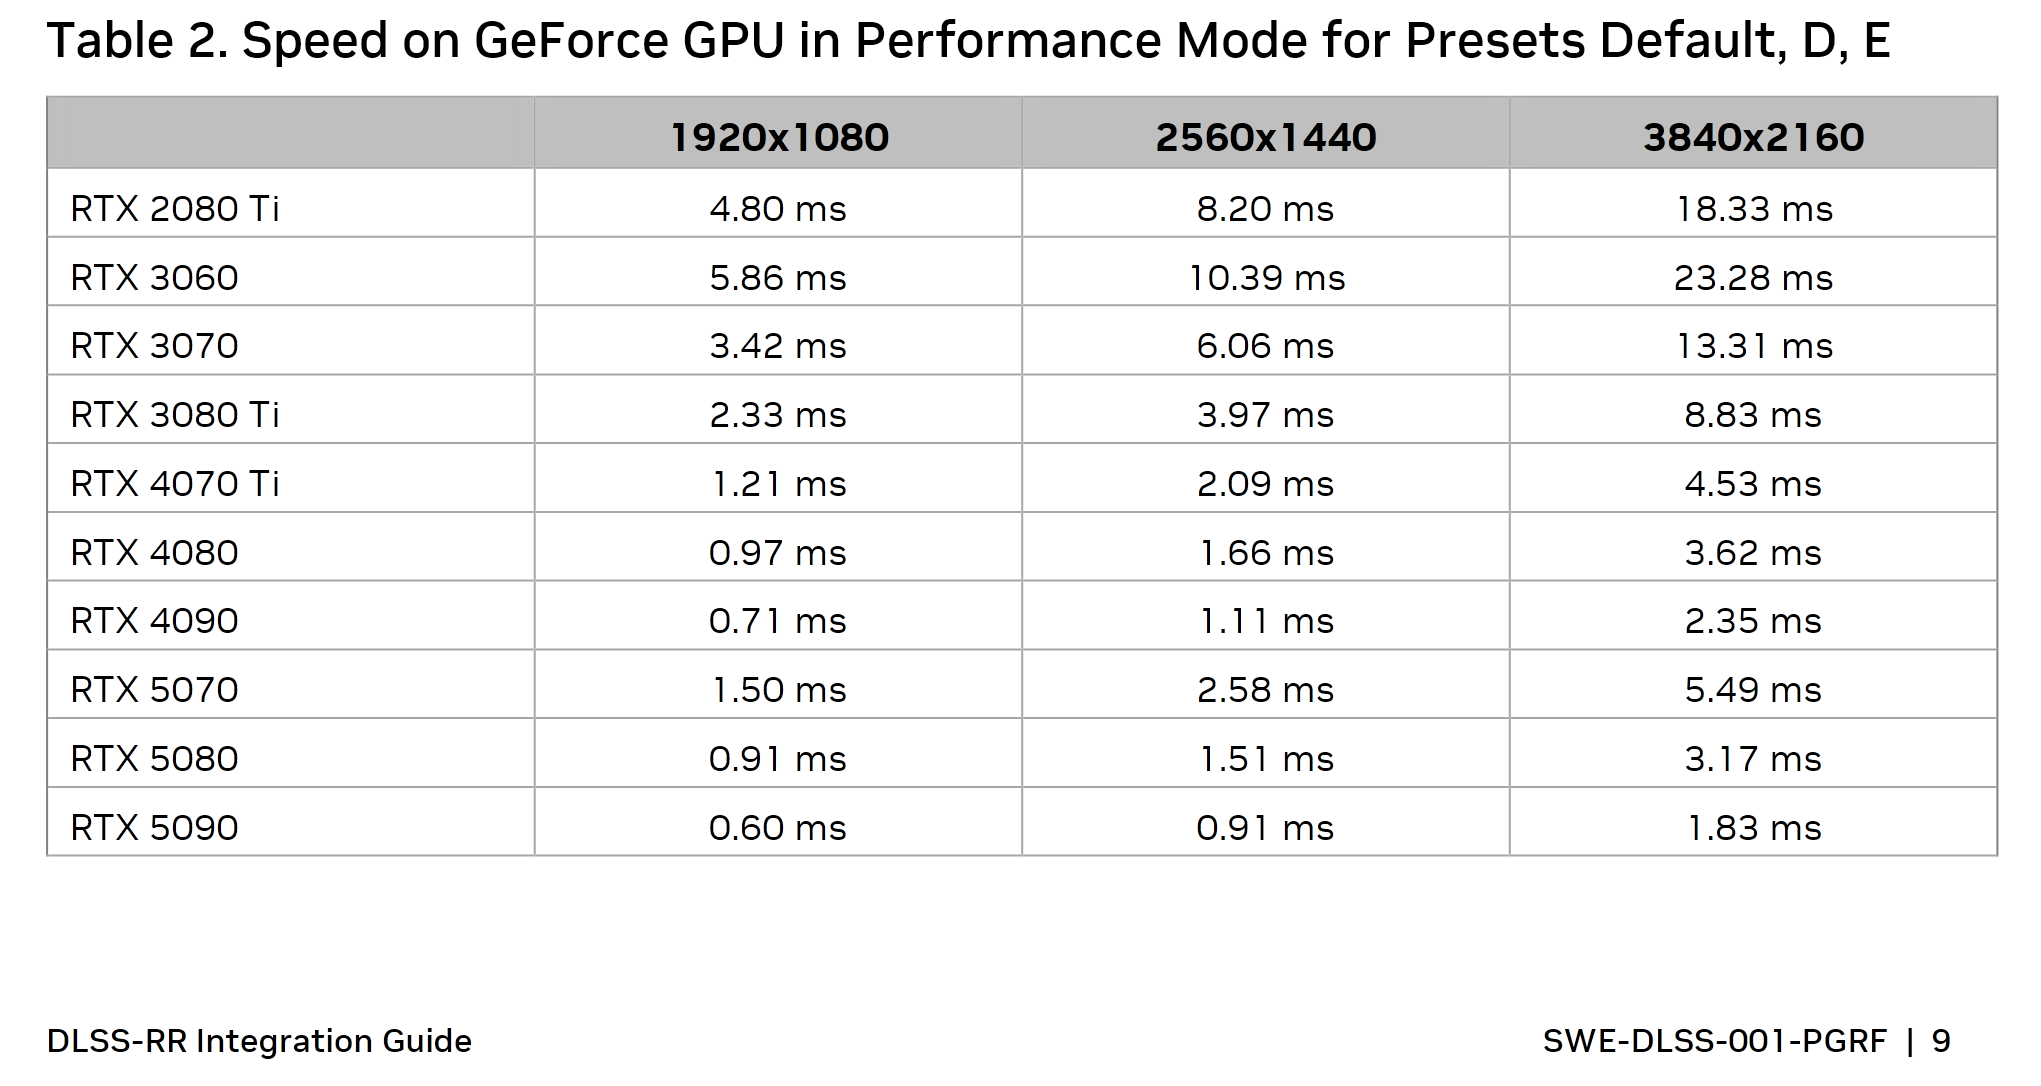 Table 2. Speed on GeForce GPU in Performance Mode for Presets Default, D, E
1920x1080 2560x1440 3840x2160
RTX 2080 Ti 4.80 ms 8.20 ms 18.33 ms
RTX 3060 5.86 ms 10.39 ms 23.28 ms
RTX 3070 3.42 ms 6.06 ms 13.31 ms
RTX 3080 Ti 2.33 ms 3.97 ms 8.83 ms
RTX 4070 Ti 1.21 ms 2.09 ms 4.53 ms
RTX 4080 0.97 ms 1.66 ms 3.62 ms
RTX 4090 0.71 ms 1.11 ms 2.35 ms
RTX 5070 1.50 ms 2.58 ms 5.49 ms
RTX 5080 0.91 ms 1.51 ms 3.17 ms
RTX 5090 0.60 ms 0.91 ms 1.83 ms
DLSS-RR Integration Guide SWE-DLSS-001-PGRF | 9